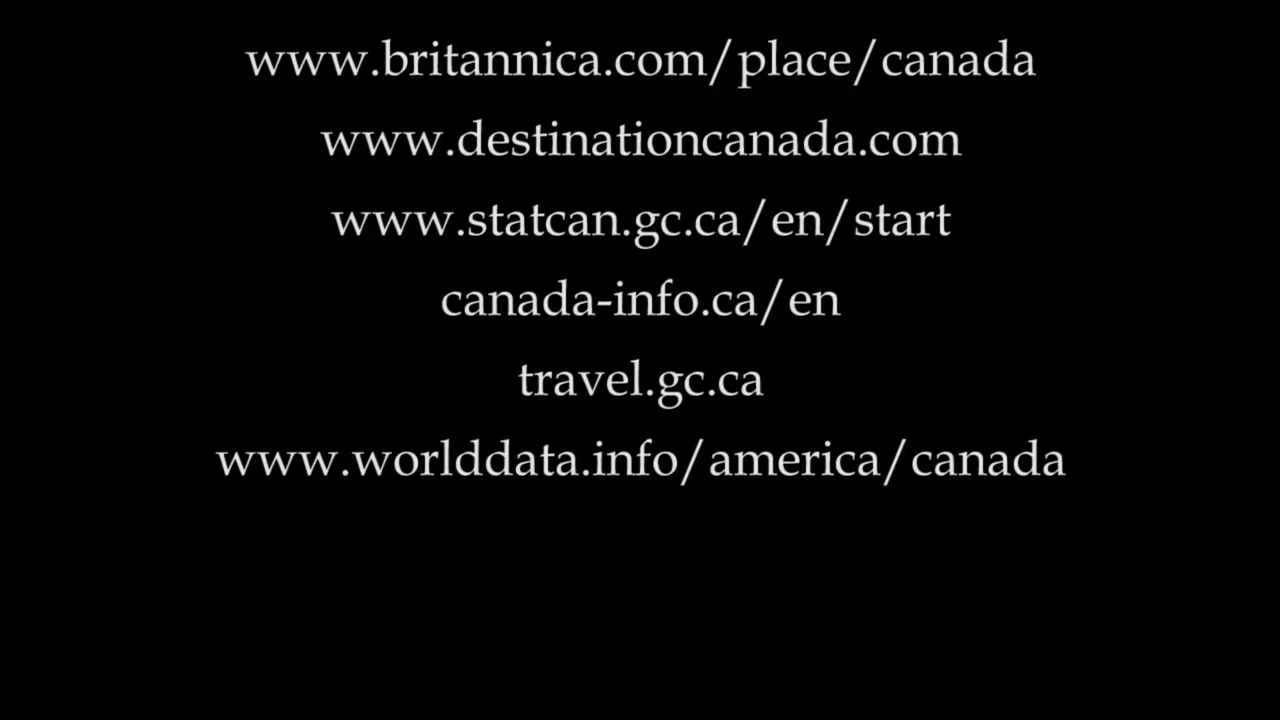 www.britannica.com/place/canada
www.destinationcanada.com
www.statcan.gc.ca/en/start
canada-info.ca/en
travel.gc.ca
www.worlddata.info/america/canada